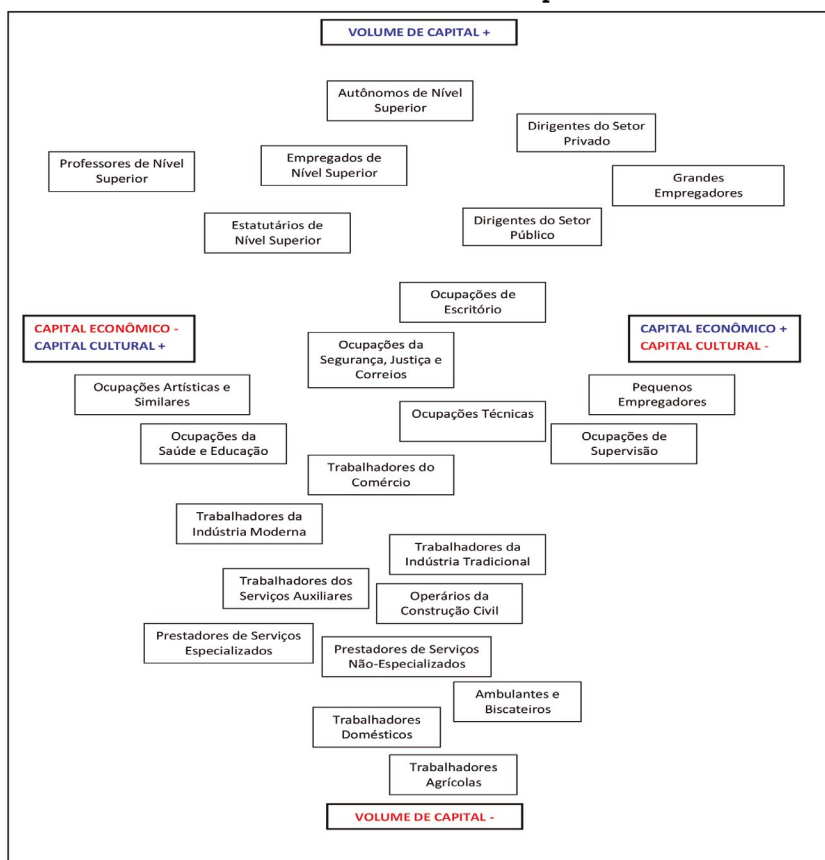 VOLUME DE CAPITAL +
Autônomos de Nível
Superior
Dirigentes do Setor
Privado
Professores de Nível
Superior
Empregados de
Nível Superior
Grandes
Empregadores
Estatutários de
Nível Superior
Dirigentes do Setor
Público
Ocupações de
Escritório
CAPITAL ECONÔMICO -
CAPITAL CULTURAL +
CAPITAL ECONÔMICO +
CAPITAL CULTURAL -
Ocupações da
Segurança, Justiça e
Correios
Ocupações Artísticas e
Similares
Pequenos
Empregadores
Ocupações Técnicas
Ocupações da
Saúde e Educação
Ocupações de
Supervisão
Trabalhadores do
Comércio
Trabalhadores da
Indústria Moderna
Trabalhadores da
Indústria Tradicional
Trabalhadores dos
Serviços Auxiliares
Operários da
Construção Civil
Prestadores de Serviços
Especializados
Prestadores de Serviços
Não-Especializados
Ambulantes e
Biscateiros
Trabalhadores
Domésticos
Trabalhadores
Agrícolas
VOLUME DE CAPITAL -